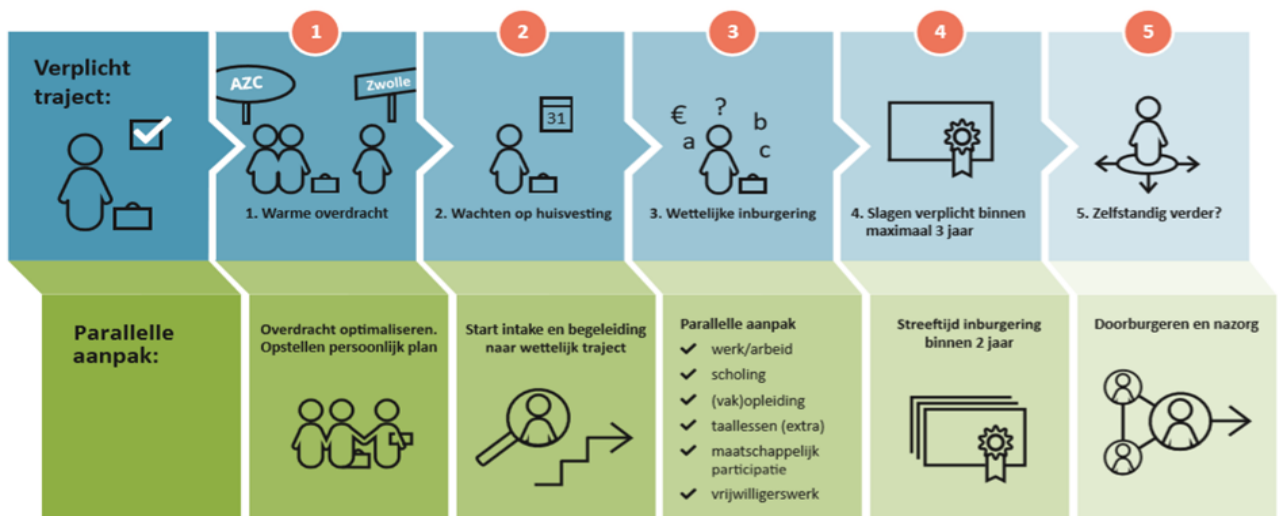 1
2
3
4
5
Verplicht
traject:
AZC
Zwolle
1. Warme overdracht
31
2. Wachten op huisvesting
€ ? b
a c
3. Wettelijke inburgering
4. Slagen verplicht binnen
maximaal 3 jaar
5. Zelfstandig verder?
Parallelle
aanpak:
Overdracht optimaliseren.
Opstellen persoonlijk plan
Start intake en begeleiding
naar wettelijk traject
Parallelle aanpak
✓ werk/arbeid
✓ scholing
✓ (vak)opleiding
✓ taallessen (extra)
✓ maatschappelijk
participatie
✓ vrijwilligerswerk
Streeftijd inburgering
binnen 2 jaar
Doorburgeren en nazorg